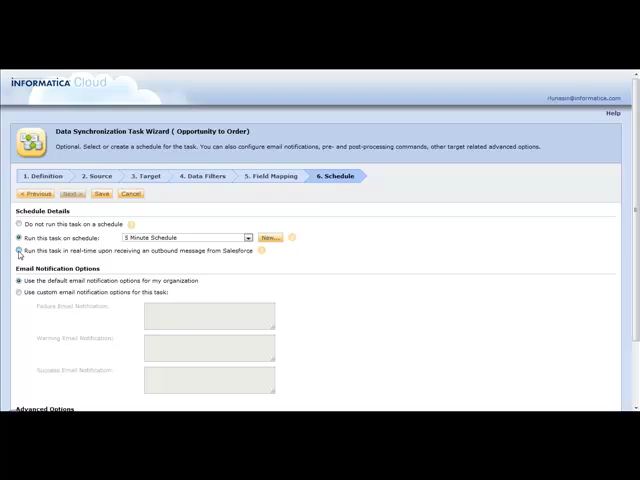 INFORMATICA Cloud
rlunasin@informatica.com
Help
Data Synchronization Task Wizard ( Opportunity to Order)
Optional. Select or create a schedule for the task. You can also configure email notifications, pre- and post-processing commands, other target related advanced options.
1. Definition 2. Source 3. Target 4. Data Filters 5. Field Mapping 6. Schedule
< Previous Next > Save Cancel
Schedule Details
Do not run this task on a schedule
Run this task on schedule: 5 Minute Schedule New...
Run this task in real-time upon receiving an outbound message from Salesforce
Email Notification Options
Use the default email notification options for my organization
Use custom email notification options for this task:
Failure Email Notification:
Warning Email Notification:
Success Email Notification:
Advanced Options